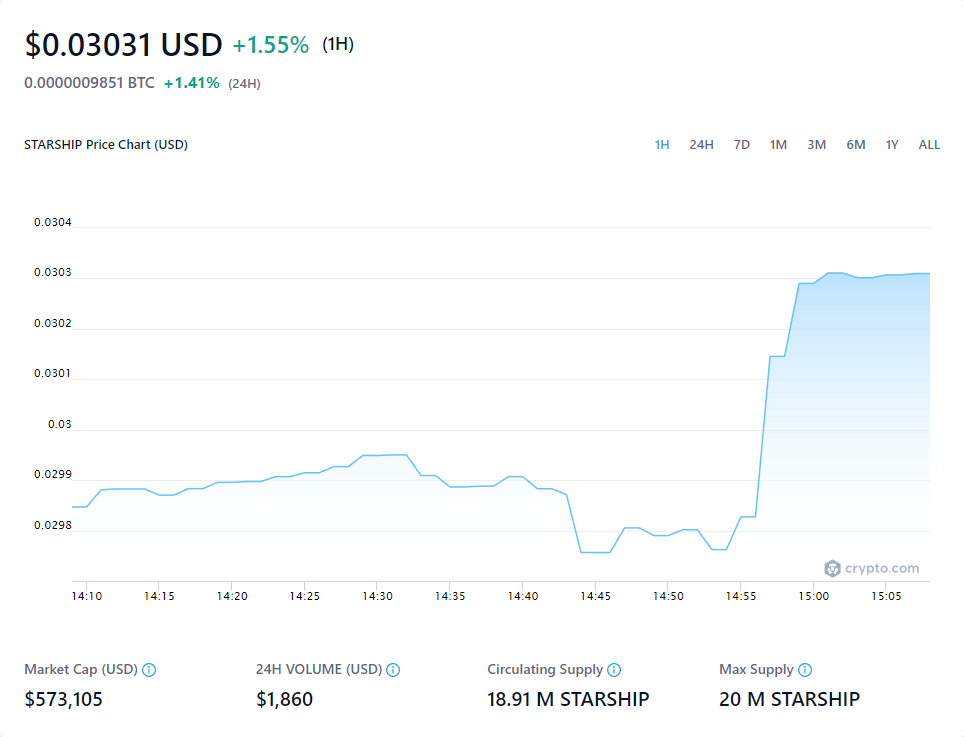 $0.03031 USD +1.55% (1H)
0.0000009851 BTC +1.41% (24H)
STARSHIP Price Chart (USD) 1H 24H 7D 1M 3M 6M 1Y ALL
0.0304
0.0303
0.0302
0.0301
0.03
0.0299
0.0298
crypto.com
14:10 14:15 14:20 14:25 14:30 14:35 14:40 14:45 14:50 14:55 15:00 15:05
Market Cap (USD) 24H VOLUME (USD) Circulating Supply Max Supply
$573,105 $1,860 18.91 M STARSHIP 20 M STARSHIP